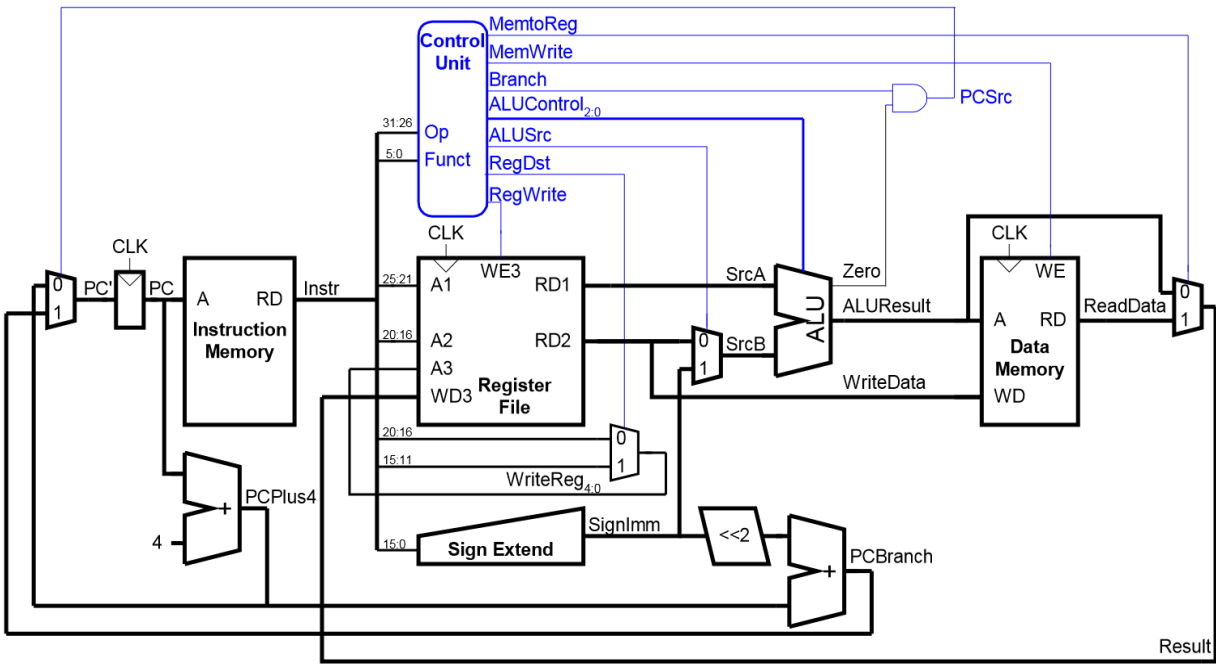 MemtoReg
Control
Unit
MemWrite
Branch
ALUControl2:0
PCSrc
31:26
Op
ALUSrc
5:0
Funct
RegDst
RegWrite
CLK
CLK
CLK
0
1
PC'
PC
A
RD
Instruction
Memory
Instr
25:21
A1
WE3
RD1
SrcA
Zero
WE
0
1
20:16
A2
RD2
0
1
SrcB
ALU
ALUResult
A
RD
ReadData
Data
Memory
A3
WD3
Register
File
WriteData
WD
20:16
0
15:11
1
WriteReg4:0
PCPlus4
+
4
SignImm
15:0
Sign Extend
<<2
+
PCBranch
Result